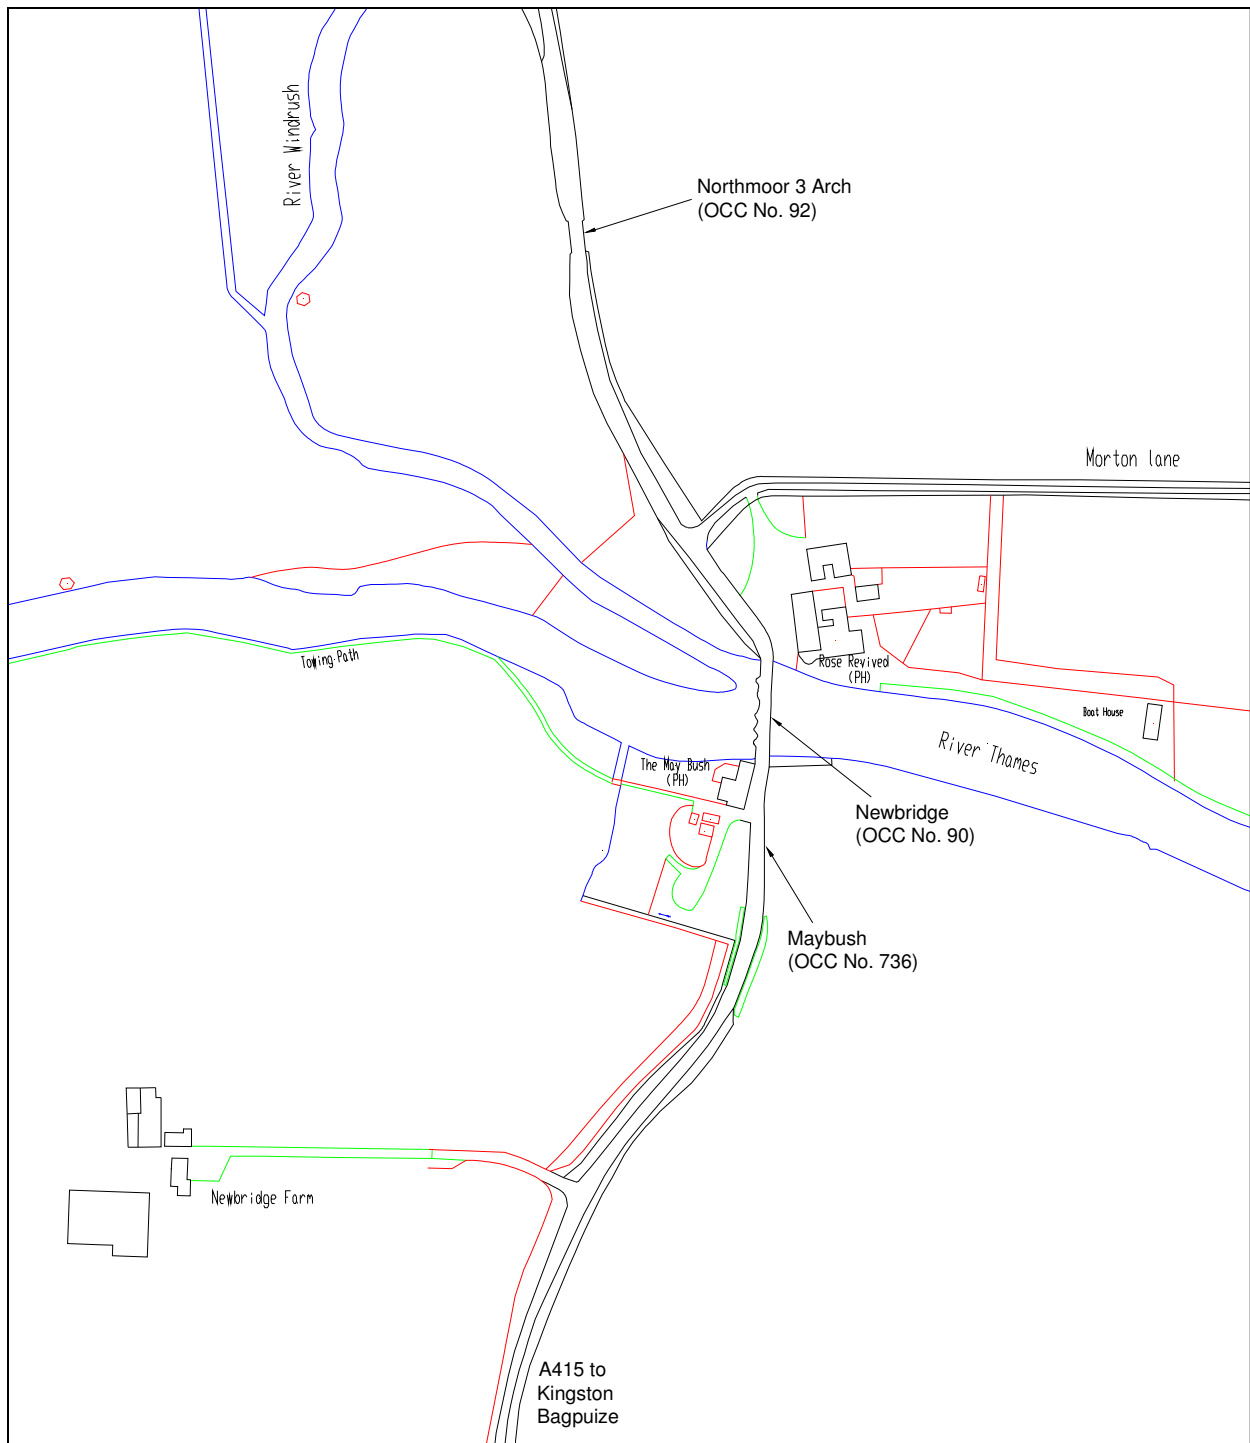 River Windrush
Northmoor 3 Arch
(OCC No. 92)
Morton lane
Towing Path
Rose Revived
(PH)
Boat House
River Thames
The May Bush
(PH)
Newbridge
(OCC No. 90)
Maybush
(OCC No. 736)
Newbridge Farm
A415 to
Kingston
Bagpuize